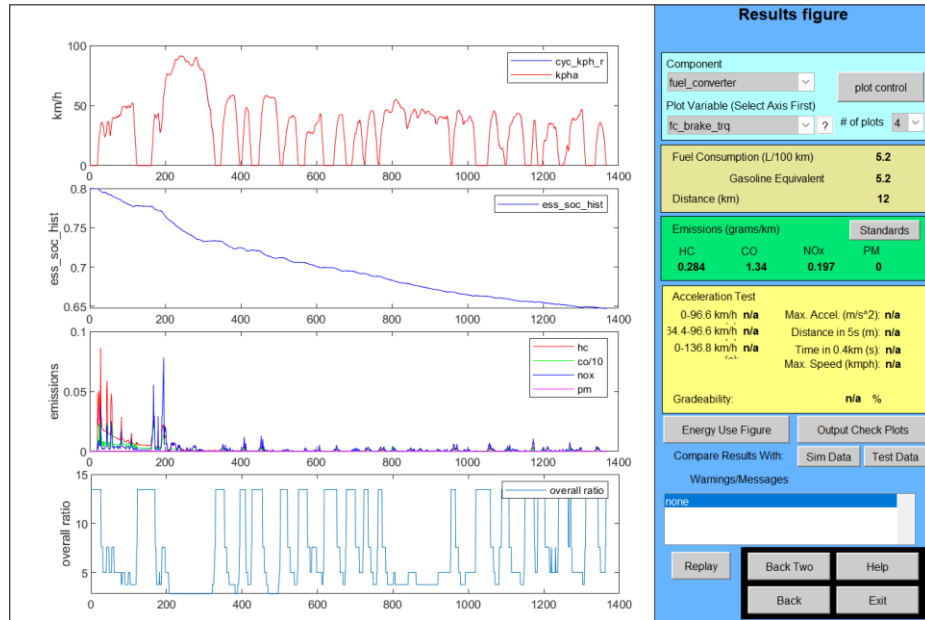 Results figure
100
50
0
km/h
cyc_kph_r
kpha
0 200 400 600 800 1000 1200 1400
0.8
0.75
0.7
0.65
ess_soc_hist
ess_soc_hist
0 200 400 600 800 1000 1200 1400
0.1
0.05
0
emissions
hc
co/10
nox
pm
0 200 400 600 800 1000 1200 1400
15
10
5
overall ratio
overall ratio
0 200 400 600 800 1000 1200 1400
Component
fuel_converter
plot control
Plot Variable (Select Axis First)
fc_brake_trq ? # of plots 4
Fuel Consumption (L/100 km) 5.2
Gasoline Equivalent 5.2
Distance (km) 12
Emissions (grams/km) Standards
HC CO NOx PM
0.284 1.34 0.197 0
Acceleration Test
0-96.6 km/h n/a Max. Accel. (m/s^2): n/a
34.4-96.6 km/h n/a Distance in 5s (m): n/a
0-136.8 km/h n/a Time in 0.4km (s): n/a
Max. Speed (kmph): n/a
Gradeability: n/a %
Energy Use Figure Output Check Plots
Compare Results With: Sim Data Test Data
Warnings/Messages
none
Replay Back Two Help
Back Exit